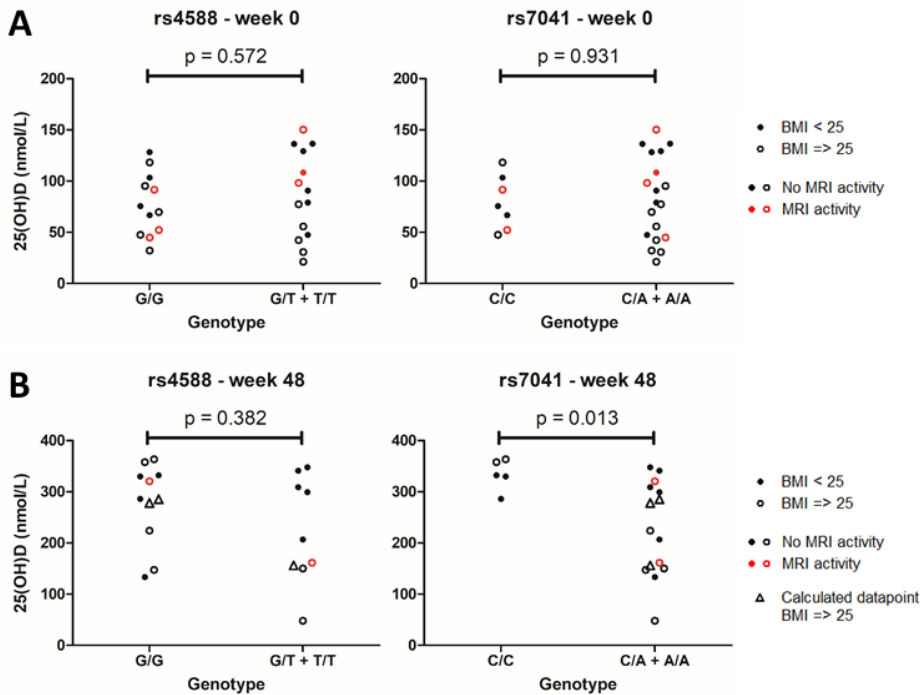 A
rs4588 - week 0
rs7041 - week 0
p = 0.572
p = 0.931
25(OH)D (nmol/L)
200
150
100
50
0
G/G
G/T + T/T
Genotype
200
150
100
50
0
C/C
C/A + A/A
Genotype
BMI < 25
BMI => 25
No MRI activity
MRI activity
B
rs4588 - week 48
rs7041 - week 48
p = 0.382
p = 0.013
25(OH)D (nmol/L)
400
300
200
100
0
G/G
G/T + T/T
Genotype
400
300
200
100
0
C/C
C/A + A/A
Genotype
BMI < 25
BMI => 25
No MRI activity
MRI activity
Calculated datapoint
BMI => 25